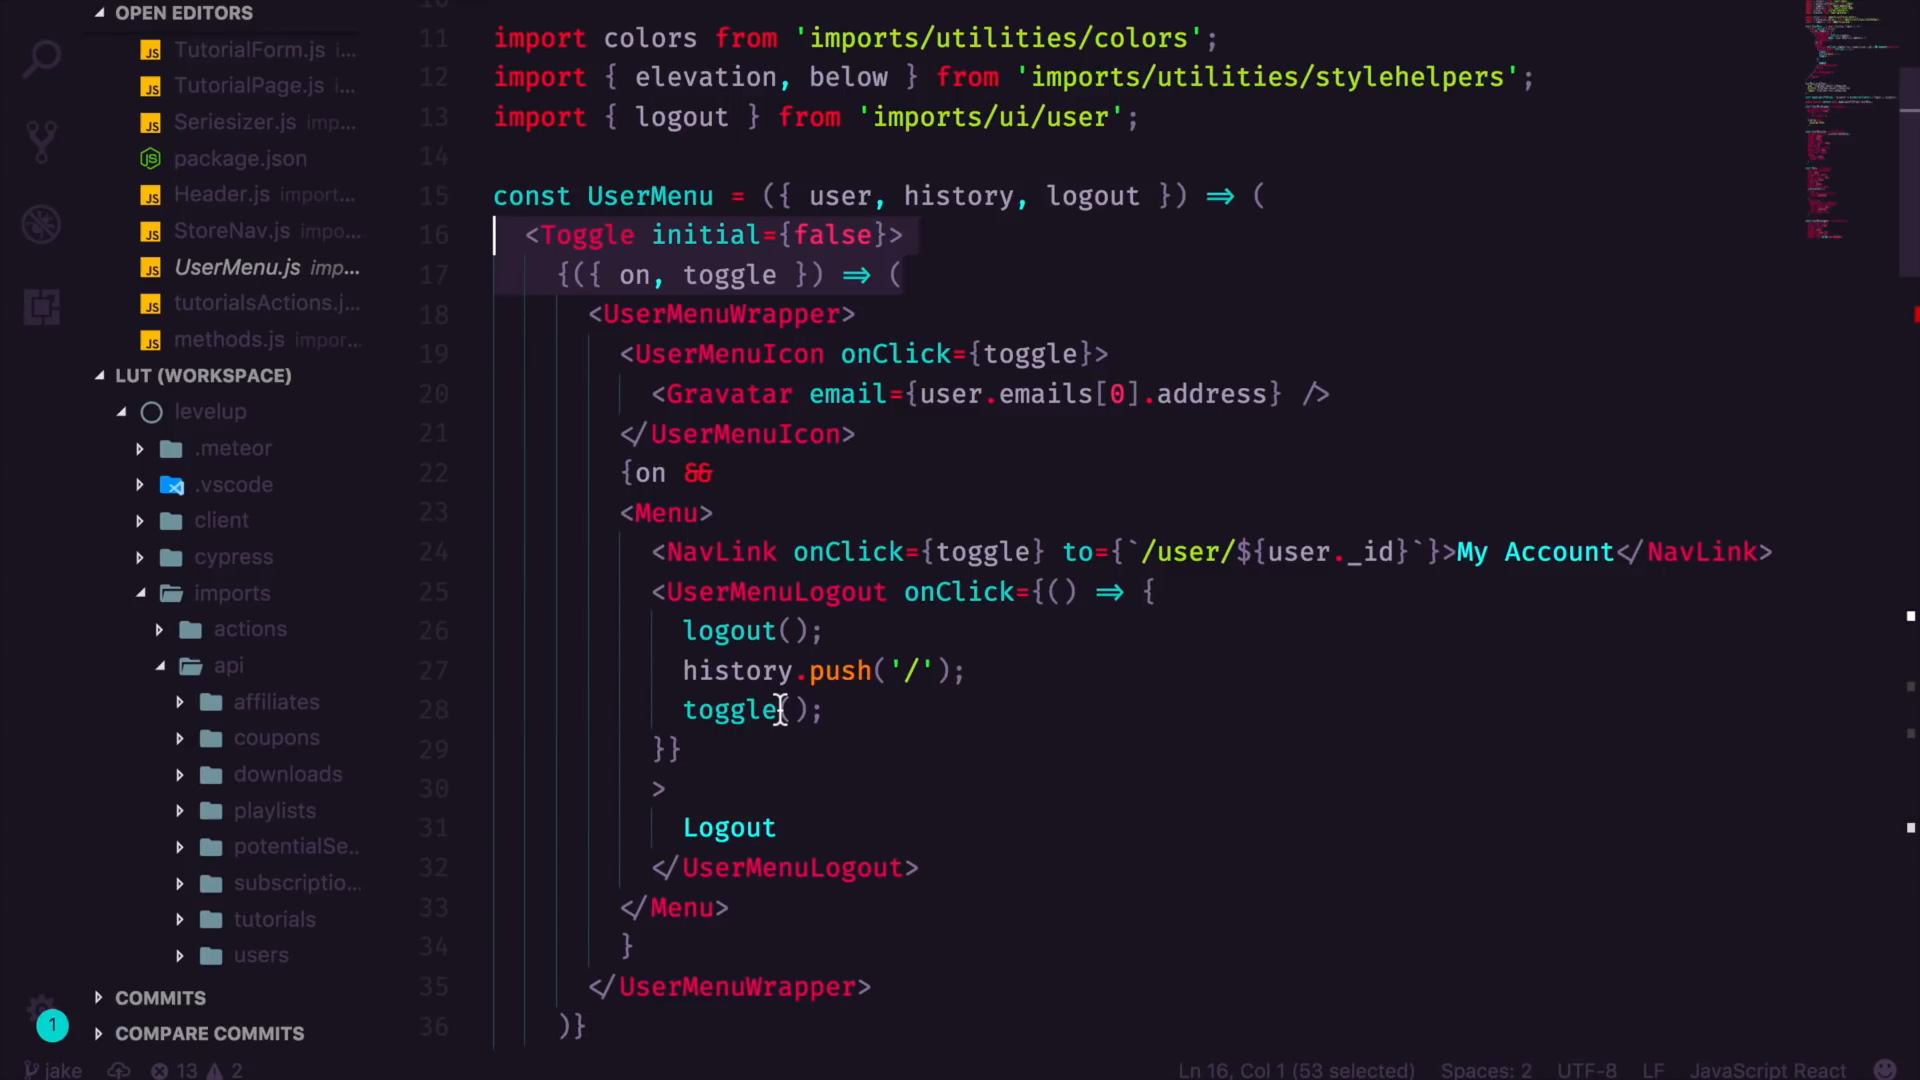 OPEN EDITORS
TutorialForm.js i...
TutorialPage.js i...
Seriesizer.js imp...
package.json
Header.js import...
StoreNav.js impo...
UserMenu.js imp...
tutorialsActions.j...
methods.js impor...
LUT (WORKSPACE)
levelup
.meteor
.vscode
client
cypress
imports
actions
api
affiliates
coupons
downloads
playlists
potentialSe...
subscriptio...
tutorials
users
COMMITS
COMPARE COMMITS
1
11 import colors from 'imports/utilities/colors';
12 import { elevation, below } from 'imports/utilities/stylehelpers';
13 import { logout } from 'imports/ui/user';
14
15 const UserMenu = ({ user, history, logout }) => (
16 <Toggle initial={false}>
17 {({ on, toggle }) => (
18 <UserMenuWrapper>
19 <UserMenuIcon onClick={toggle}>
20 <Gravatar email={user.emails[0].address} />
21 </UserMenuIcon>
22 {on &&
23 <Menu>
24 <NavLink onClick={toggle} to={`/user/${user._id}`}>My Account</NavLink>
25 <UserMenuLogout onClick={() => {
26 logout();
27 history.push('/');
28 toggle();
29 }}
30 >
31 Logout
32 </UserMenuLogout>
33 </Menu>
34 }
35 </UserMenuWrapper>
36 )}
jake 13 2 Ln 16, Col 1 (53 selected) Spaces: 2 UTF-8 LF JavaScript React